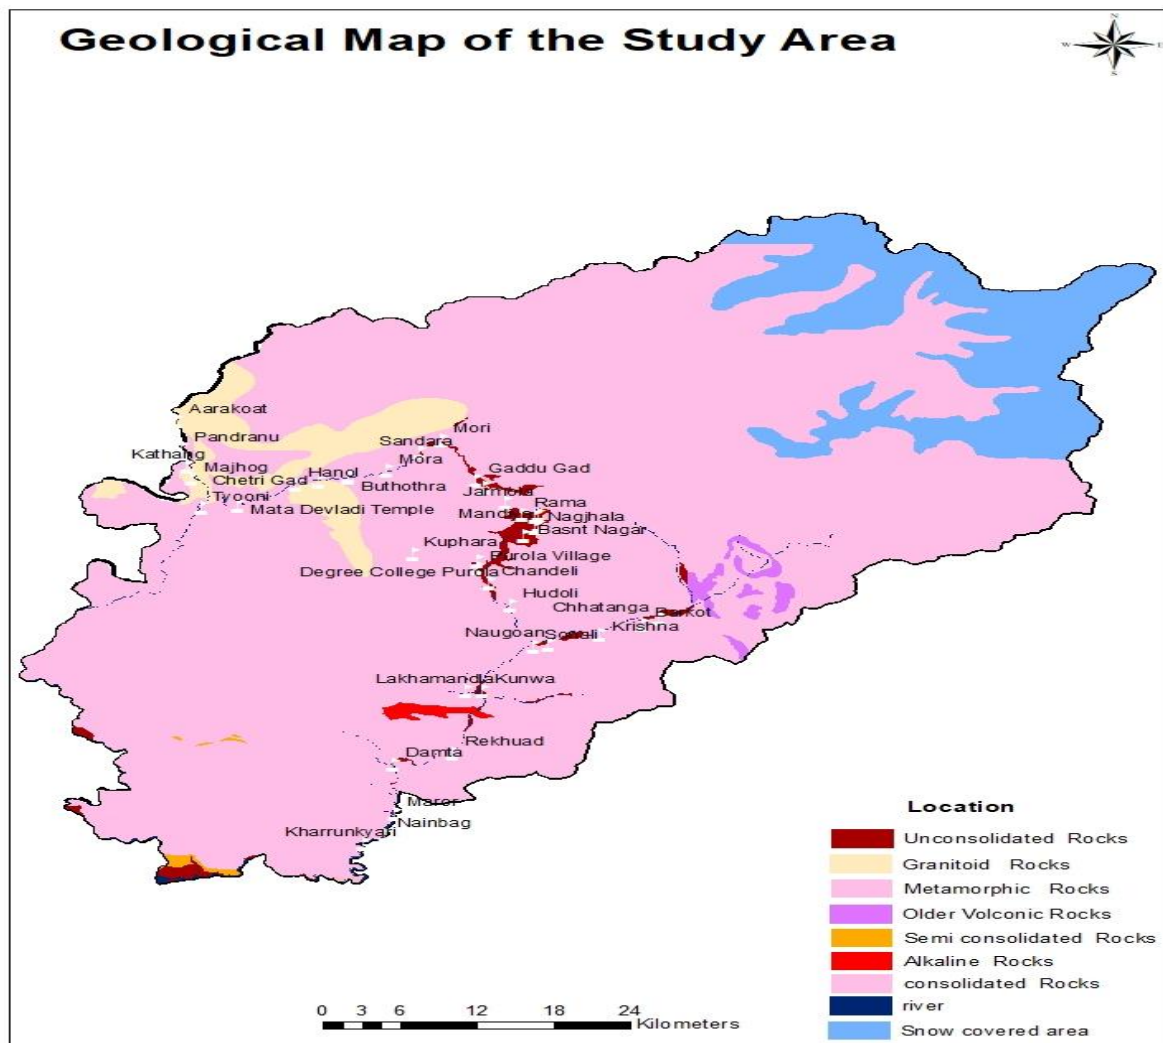 Geological Map of the Study Area
N
W
E
S
Aarakoat
Pandranu
Mori
Sandara
Kathang
Mora
Majhog
Hanol
Gaddu Gad
Chetri Gad
Buthothra
Jarmola
Tyooni
Rama
Mata Devladi Temple
Nagjhala
Basnt Nagar
Kuphara
Purola Village
Degree College Purola
Chandeli
Hudoli
Chhatanga
Barkot
Krishna
Naugoan
Lakhamandla
Kunwa
Rekhuad
Damta
Maror
Nainbag
Kharrunkyari
Location
Unconsolidated Rocks
Granitoid Rocks
Metamorphic Rocks
Older Volconic Rocks
Semi consolidated Rocks
Alkaline Rocks
consolidated Rocks
river
Snow covered area
0 3 6 12 18 24
Kilometers